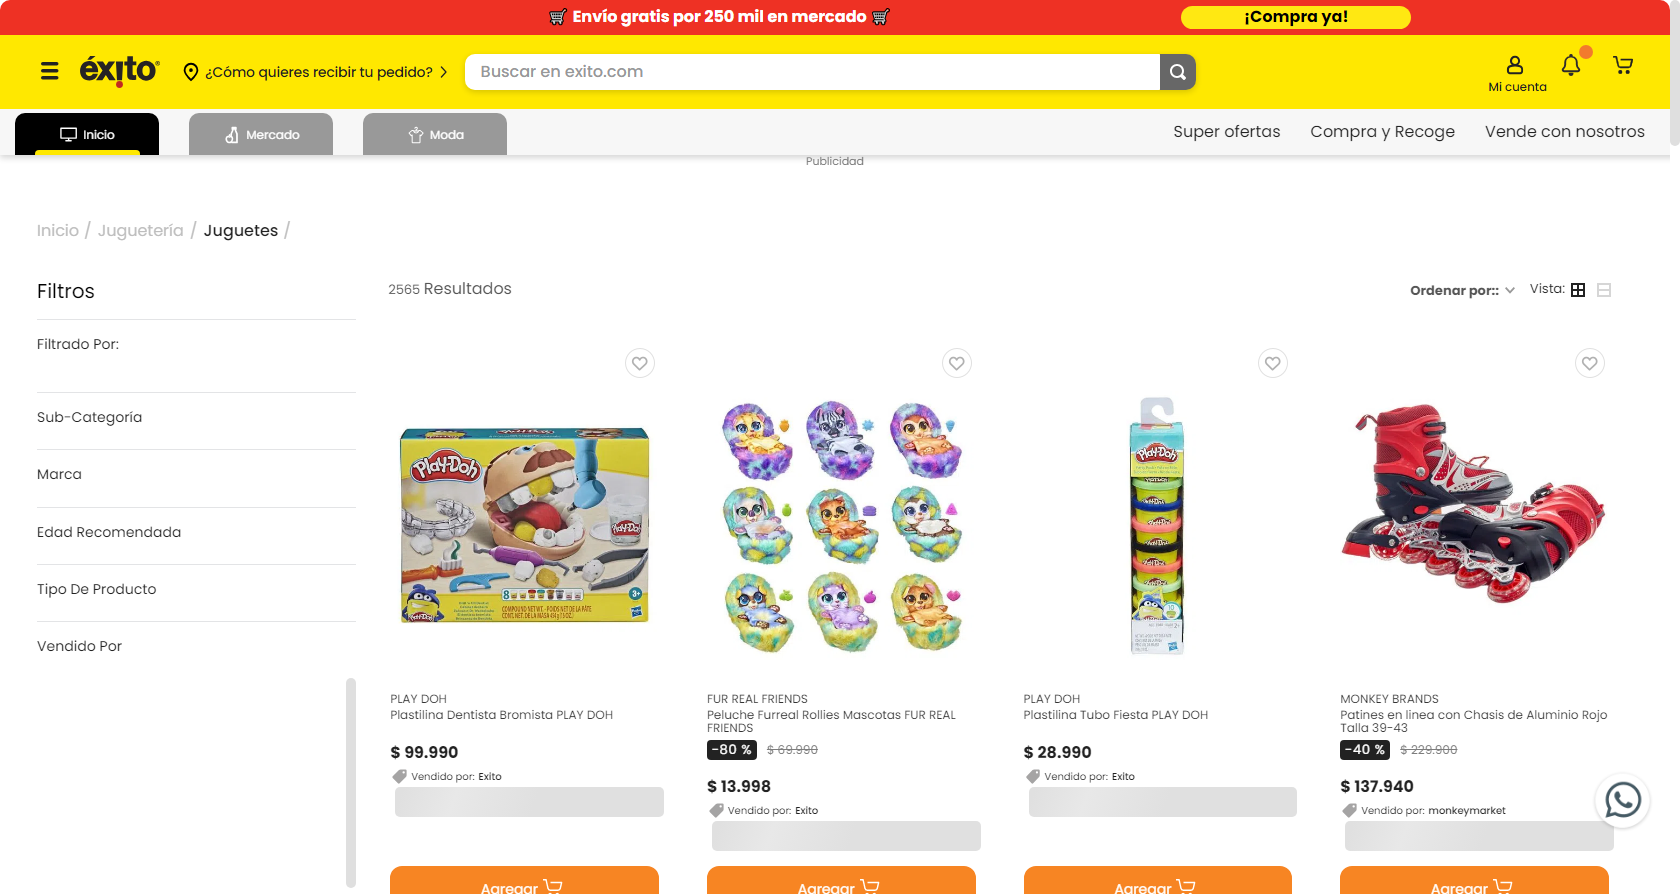 Envío gratis por 250 mil en mercado
¡Compra ya!
éxito
¿Cómo quieres recibir tu pedido?
Buscar en exito.com
Mi cuenta
Inicio
Mercado
Moda
Super ofertas
Compra y Recoge
Vende con nosotros
Publicidad
Inicio / Juguetería / Juguetes /
Filtros
2565 Resultados
Ordenar por::
Vista:
Filtrado Por:
Sub-Categoría
Marca
Edad Recomendada
Tipo De Producto
Vendido Por
Play-Doh
Play-Doh
Play-Doh
PLAY DOH
Plastilina Dentista Bromista PLAY DOH
$ 99.990
Vendido por: Exito
Agregar
FUR REAL FRIENDS
Peluche Furreal Rollies Mascotas FUR REAL
FRIENDS
-80 %
$ 69.990
$ 13.998
Vendido por: Exito
Agregar
PLAY DOH
Plastilina Tubo Fiesta PLAY DOH
$ 28.990
Vendido por: Exito
Agregar
MONKEY BRANDS
Patines en linea con Chasis de Aluminio Rojo
Talla 39-43
-40 %
$ 229.900
$ 137.940
Vendido por: monkeymarket
Agregar